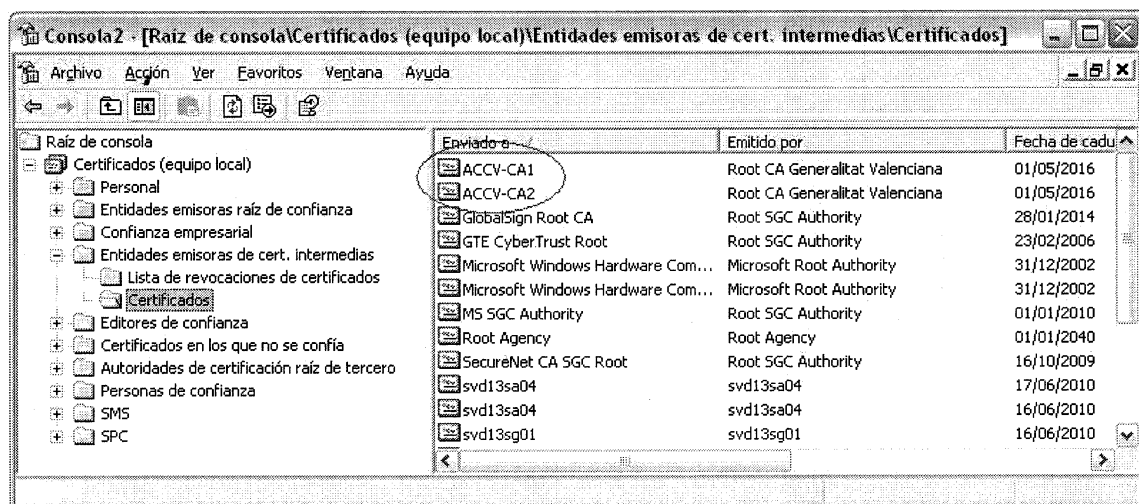 Consola2 - [Raíz de consola\Certificados (equipo local)\Entidades emisoras de cert. intermedias\Certificados]
Archivo Acción Ver Favoritos Ventana Ayuda
Raíz de consola
Certificados (equipo local)
Personal
Entidades emisoras raíz de confianza
Confianza empresarial
Entidades emisoras de cert. intermedias
Lista de revocaciones de certificados
Certificados
Editores de confianza
Certificados en los que no se confía
Autoridades de certificación raíz de tercero
Personas de confianza
SMS
SPC
Enviado a Emitido por Fecha de cadu
ACCV-CA1 Root CA Generalitat Valenciana 01/05/2016
ACCV-CA2 Root CA Generalitat Valenciana 01/05/2016
GlobalSign Root CA Root SGC Authority 28/01/2014
GTE CyberTrust Root Root SGC Authority 23/02/2006
Microsoft Windows Hardware Com... Microsoft Root Authority 31/12/2002
Microsoft Windows Hardware Com... Microsoft Root Authority 31/12/2002
MS SGC Authority Root SGC Authority 01/01/2010
Root Agency Root Agency 01/01/2040
SecureNet CA SGC Root Root SGC Authority 16/10/2009
svd13sa04 svd13sa04 17/06/2010
svd13sa04 svd13sa04 16/06/2010
svd13sg01 svd13sg01 16/06/2010